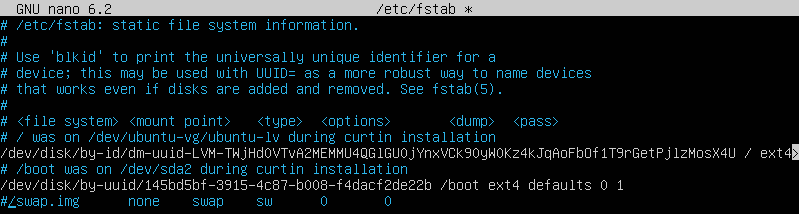 GNU nano 6.2 /etc/fstab *
# /etc/fstab: static file system information.
#
# Use 'blkid' to print the universally unique identifier for a
# device; this may be used with UUID= as a more robust way to name devices
# that works even if disks are added and removed. See fstab(5).
#
# <file system> <mount point> <type> <options> <dump> <pass>
# / was on /dev/ubuntu-vg/ubuntu-lv during curtin installation
/dev/disk/by-id/dm-uuid-LVM-TWjHd0VTvA2MEMMU4QGlGU0jYnxVCk9OyW0Kz4kJqAoFbOf1T9rGetPjlzMosX4U / ext4>
# /boot was on /dev/sda2 during curtin installation
/dev/disk/by-uuid/145bd5bf-3915-4c87-b008-f4dacf2de22b /boot ext4 defaults 0 1
#/swap.img none swap sw 0 0